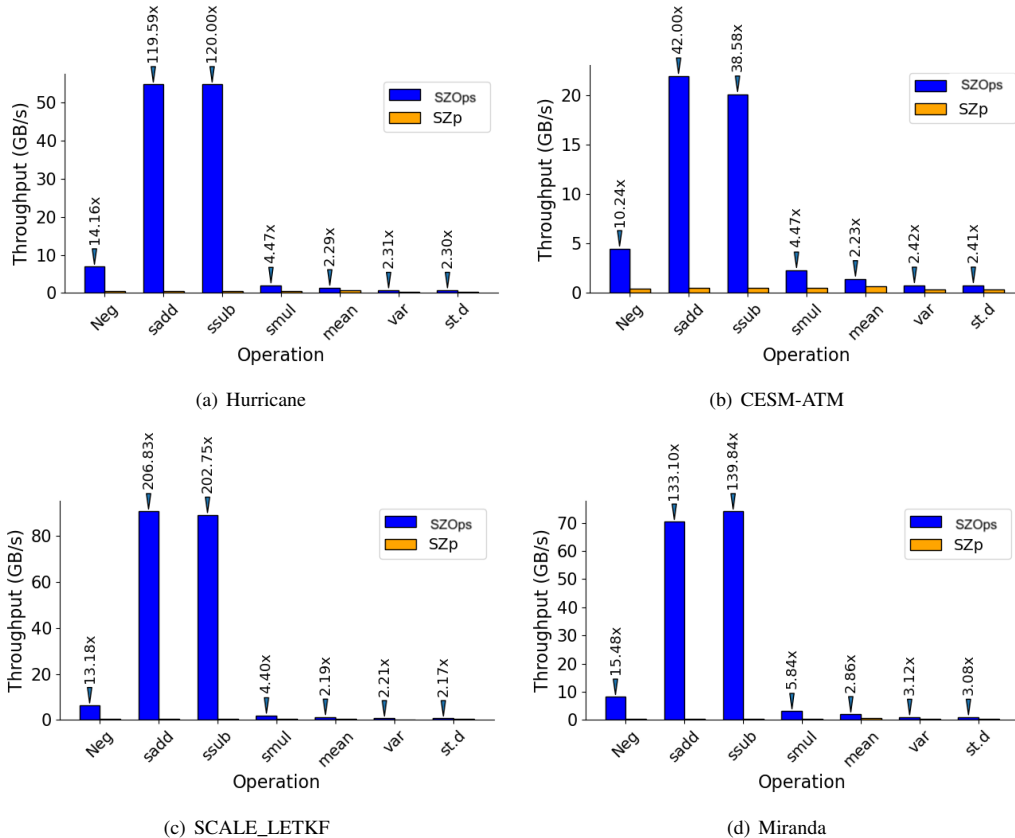 119.59x
120.00x
14.16x
4.47x
2.29x
2.31x
2.30x
SZOps
SZp
Throughput (GB/s)
50
40
30
20
10
0
Neg
sadd
ssub
smul
mean
var
st.d
Operation
(a) Hurricane
42.00x
38.58x
10.24x
4.47x
2.23x
2.42x
2.41x
SZOps
SZp
Throughput (GB/s)
20
15
10
5
0
Neg
sadd
ssub
smul
mean
var
st.d
Operation
(b) CESM-ATM
206.83x
202.75x
13.18x
4.40x
2.19x
2.21x
2.17x
SZOps
SZp
Throughput (GB/s)
80
60
40
20
0
Neg
sadd
ssub
smul
mean
var
st.d
Operation
(c) SCALE_LETKF
133.10x
139.84x
15.48x
5.84x
2.86x
3.12x
3.08x
SZOps
SZp
Throughput (GB/s)
70
60
50
40
30
20
10
0
Neg
sadd
ssub
smul
mean
var
st.d
Operation
(d) Miranda